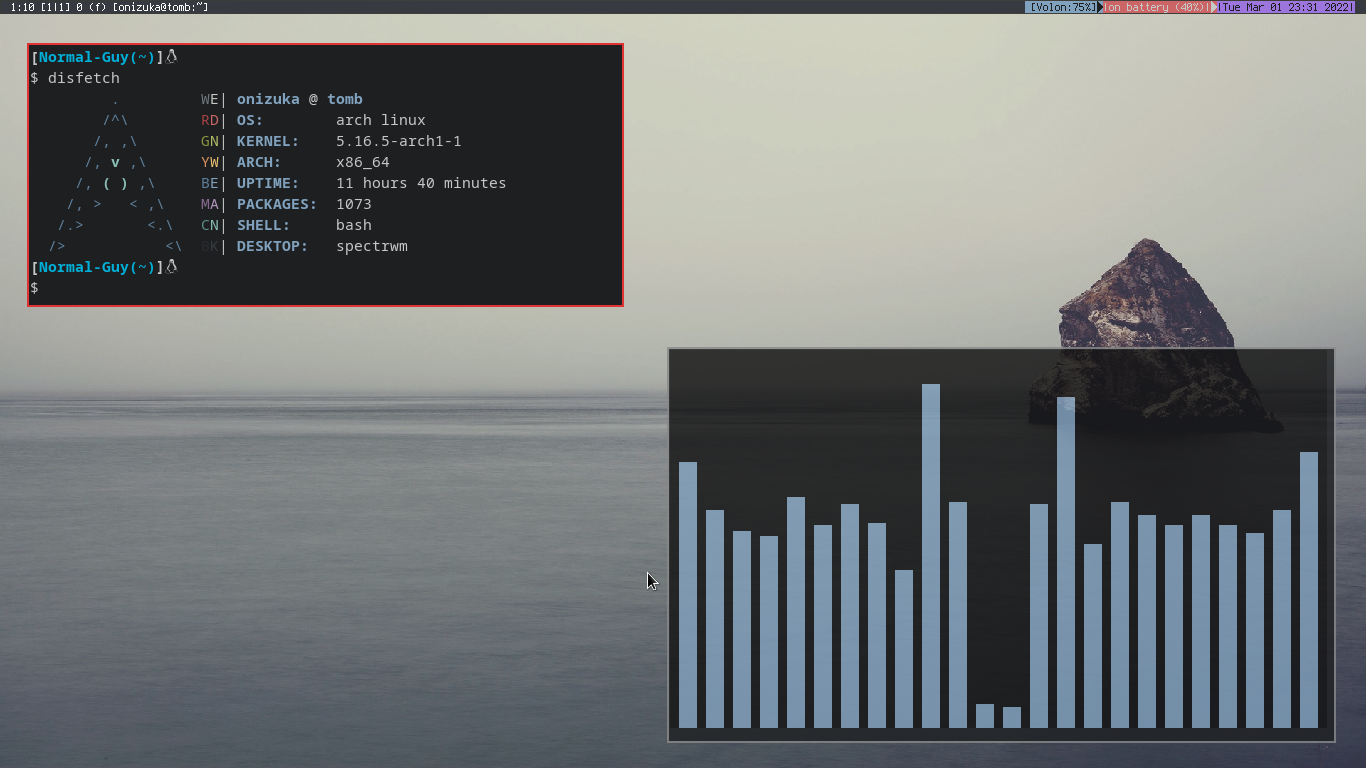 1:10 [1|1] 0 (f) [onizuka@tomb:~]
[Volon:75%] |on battery (40%)| |Tue Mar 01 23:31 2022|
[Normal-Guy(~)]
$ disfetch
. WE| onizuka @ tomb
/^\ RD| OS: arch linux
/, ,\ GN| KERNEL: 5.16.5-arch1-1
/, v ,\ YW| ARCH: x86_64
/, ( ) ,\ BE| UPTIME: 11 hours 40 minutes
/, > < ,\ MA| PACKAGES: 1073
/.> <.\ CN| SHELL: bash
/> <\ BK| DESKTOP: spectrwm
[Normal-Guy(~)]
$